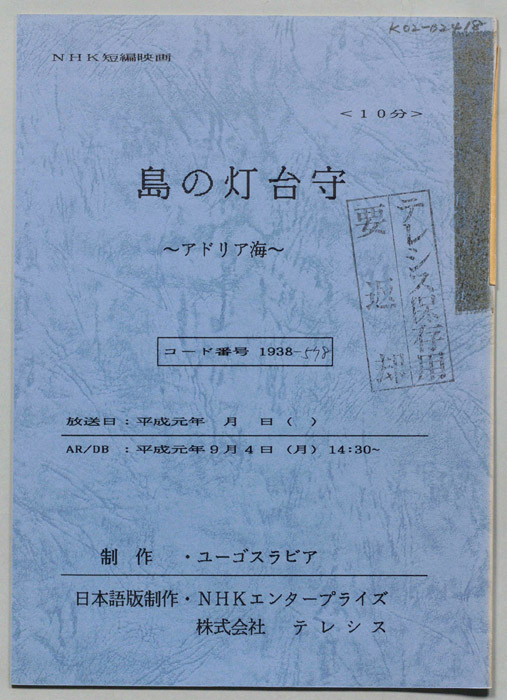 K02-02418
NHK短編映画
＜10分＞
島の灯台守
～アドリア海～
テレシス保存用
要返却
コード番号 1938-578
放送日：平成元年　月　日（　）
AR/DB ：平成元年9月4日（月）14:30~
制作　・ユーゴスラビア
日本語版制作・NHKエンタープライズ
株式会社　テレシス